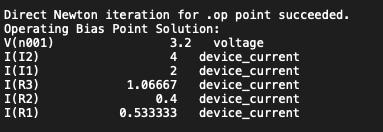 Direct Newton iteration for .op point succeeded.
Operating Bias Point Solution:
V(n001) 3.2 voltage
I(I2) 4 device_current
I(I1) 2 device_current
I(R3) 1.06667 device_current
I(R2) 0.4 device_current
I(R1) 0.533333 device_current